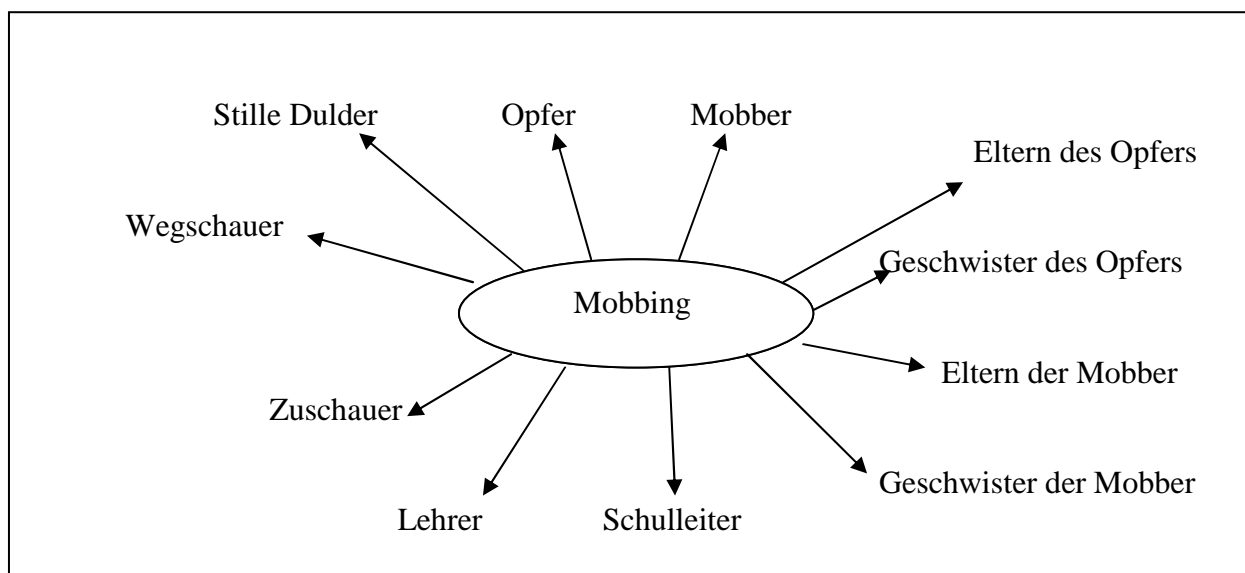 Stille Dulder Opfer Mobber
Eltern des Opfers
Wegschauer
Geschwister des Opfers
Mobbing
Eltern der Mobber
Zuschauer
Geschwister der Mobber
Lehrer Schulleiter